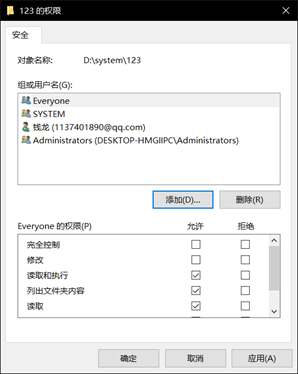 123 的权限
安全
对象名称: D:\system\123
组或用户名(G):
Everyone
SYSTEM
钱龙 (1137401890@qq.com)
Administrators (DESKTOP-HMGIIPC\Administrators)
添加(D)... 删除(R)
Everyone 的权限(P) 允许 拒绝
完全控制
修改
读取和执行
列出文件夹内容
读取
确定 取消 应用(A)